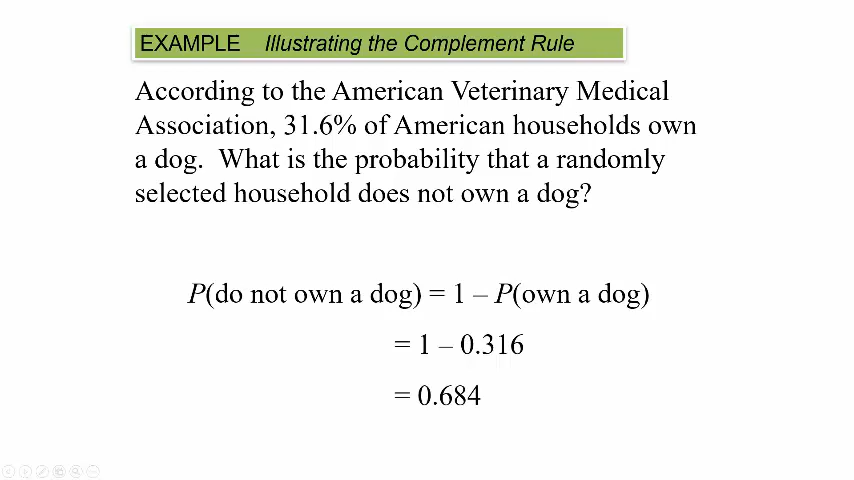 EXAMPLE Illustrating the Complement Rule
According to the American Veterinary Medical
Association, 31.6% of American households own
a dog. What is the probability that a randomly
selected household does not own a dog?
P(do not own a dog) = 1 – P(own a dog)
= 1 – 0.316
= 0.684